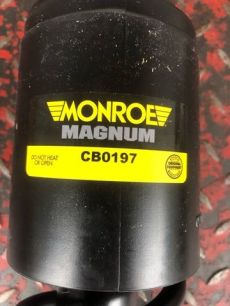 MONROE
MAGNUM
DO NOT HEAT
OR OPEN
CB0197